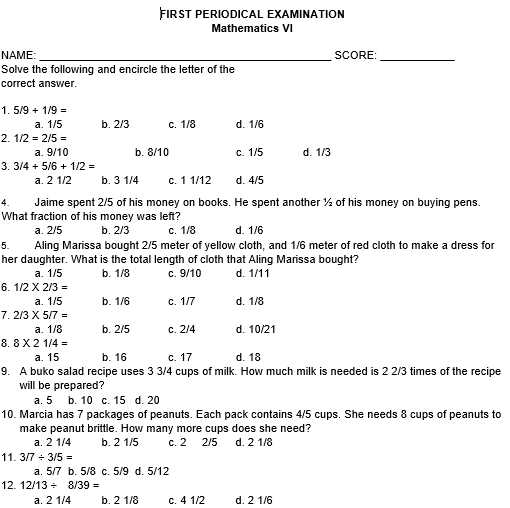 FIRST PERIODICAL EXAMINATION
Mathematics VI
NAME: ______________________________ SCORE: ____________
Solve the following and encircle the letter of the
correct answer.
1. 5/9 + 1/9 =
a. 1/5 b. 2/3 c. 1/8 d. 1/6
2. 1/2 = 2/5 =
a. 9/10 b. 8/10 c. 1/5 d. 1/3
3. 3/4 + 5/6 + 1/2 =
a. 2 1/2 b. 3 1/4 c. 1 1/12 d. 4/5
4. Jaime spent 2/5 of his money on books. He spent another ½ of his money on buying pens.
What fraction of his money was left?
a. 2/5 b. 2/3 c. 1/8 d. 1/6
5. Aling Marissa bought 2/5 meter of yellow cloth, and 1/6 meter of red cloth to make a dress for
her daughter. What is the total length of cloth that Aling Marissa bought?
a. 1/5 b. 1/8 c. 9/10 d. 1/11
6. 1/2 X 2/3 =
a. 1/5 b. 1/6 c. 1/7 d. 1/8
7. 2/3 X 5/7 =
a. 1/8 b. 2/5 c. 2/4 d. 10/21
8. 8 X 2 1/4 =
a. 15 b. 16 c. 17 d. 18
9. A buko salad recipe uses 3 3/4 cups of milk. How much milk is needed is 2 2/3 times of the recipe
will be prepared?
a. 5 b. 10 c. 15 d. 20
10. Marcia has 7 packages of peanuts. Each pack contains 4/5 cups. She needs 8 cups of peanuts to
make peanut brittle. How many more cups does she need?
a. 2 1/4 b. 2 1/5 c. 2 2/5 d. 2 1/8
11. 3/7 ÷ 3/5 =
a. 5/7 b. 5/8 c. 5/9 d. 5/12
12. 12/13 ÷ 8/39 =
a. 2 1/4 b. 2 1/8 c. 4 1/2 d. 2 1/6